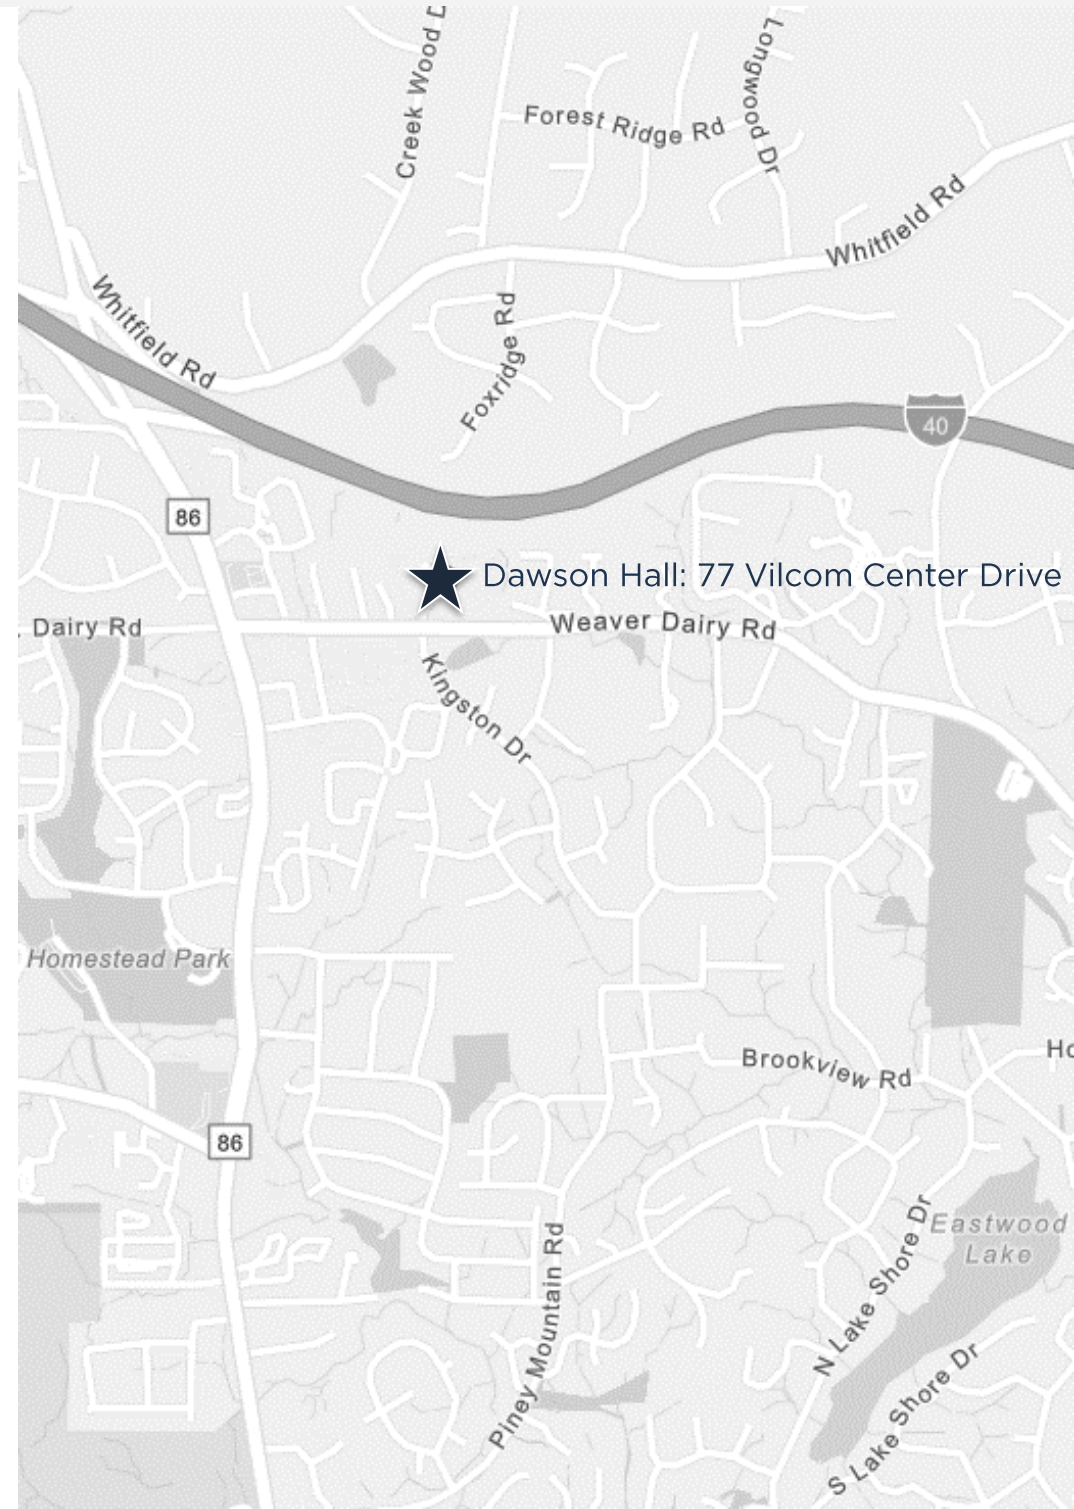 Creek Wood D
Longwood Dr
Forest Ridge Rd
Whitfield Rd
Whitfield Rd
Foxridge Rd
40
86
Dawson Hall: 77 Vilcom Center Drive
. Dairy Rd
Weaver Dairy Rd
Kingston Dr
Homestead Park
Ho
Brookview Rd
86
Eastwood
Lake
N Lake Shore Dr
Piney Mountain Rd
S Lake Shore Dr